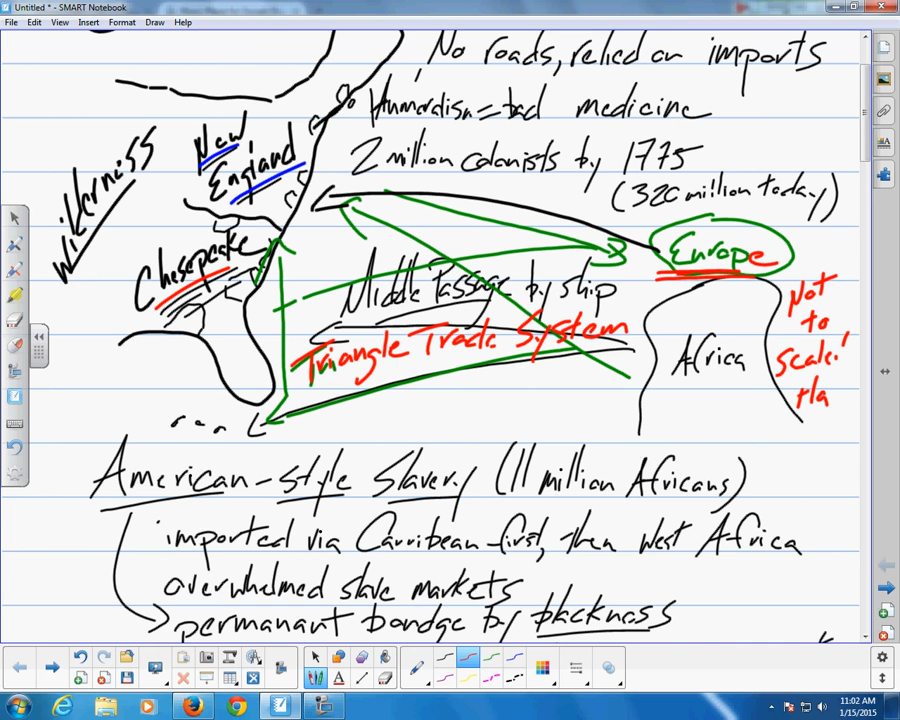 Untitled * - SMART Notebook
File Edit View Insert Format Draw Help
No roads, relied on imports
Humoralism = bad medicine
2 million colonists by 1775
(320 million today)
New
England
wilderness
Chesapeake
Europe
Middle Passage by ship
Triangle Trade System
Africa
Not
to
scale!
American-style Slavery (11 million Africans)
imported via Carribean first, then West Africa
overwhelmed slave markets
permanant bondage by blackness
11:02 AM
1/15/2015